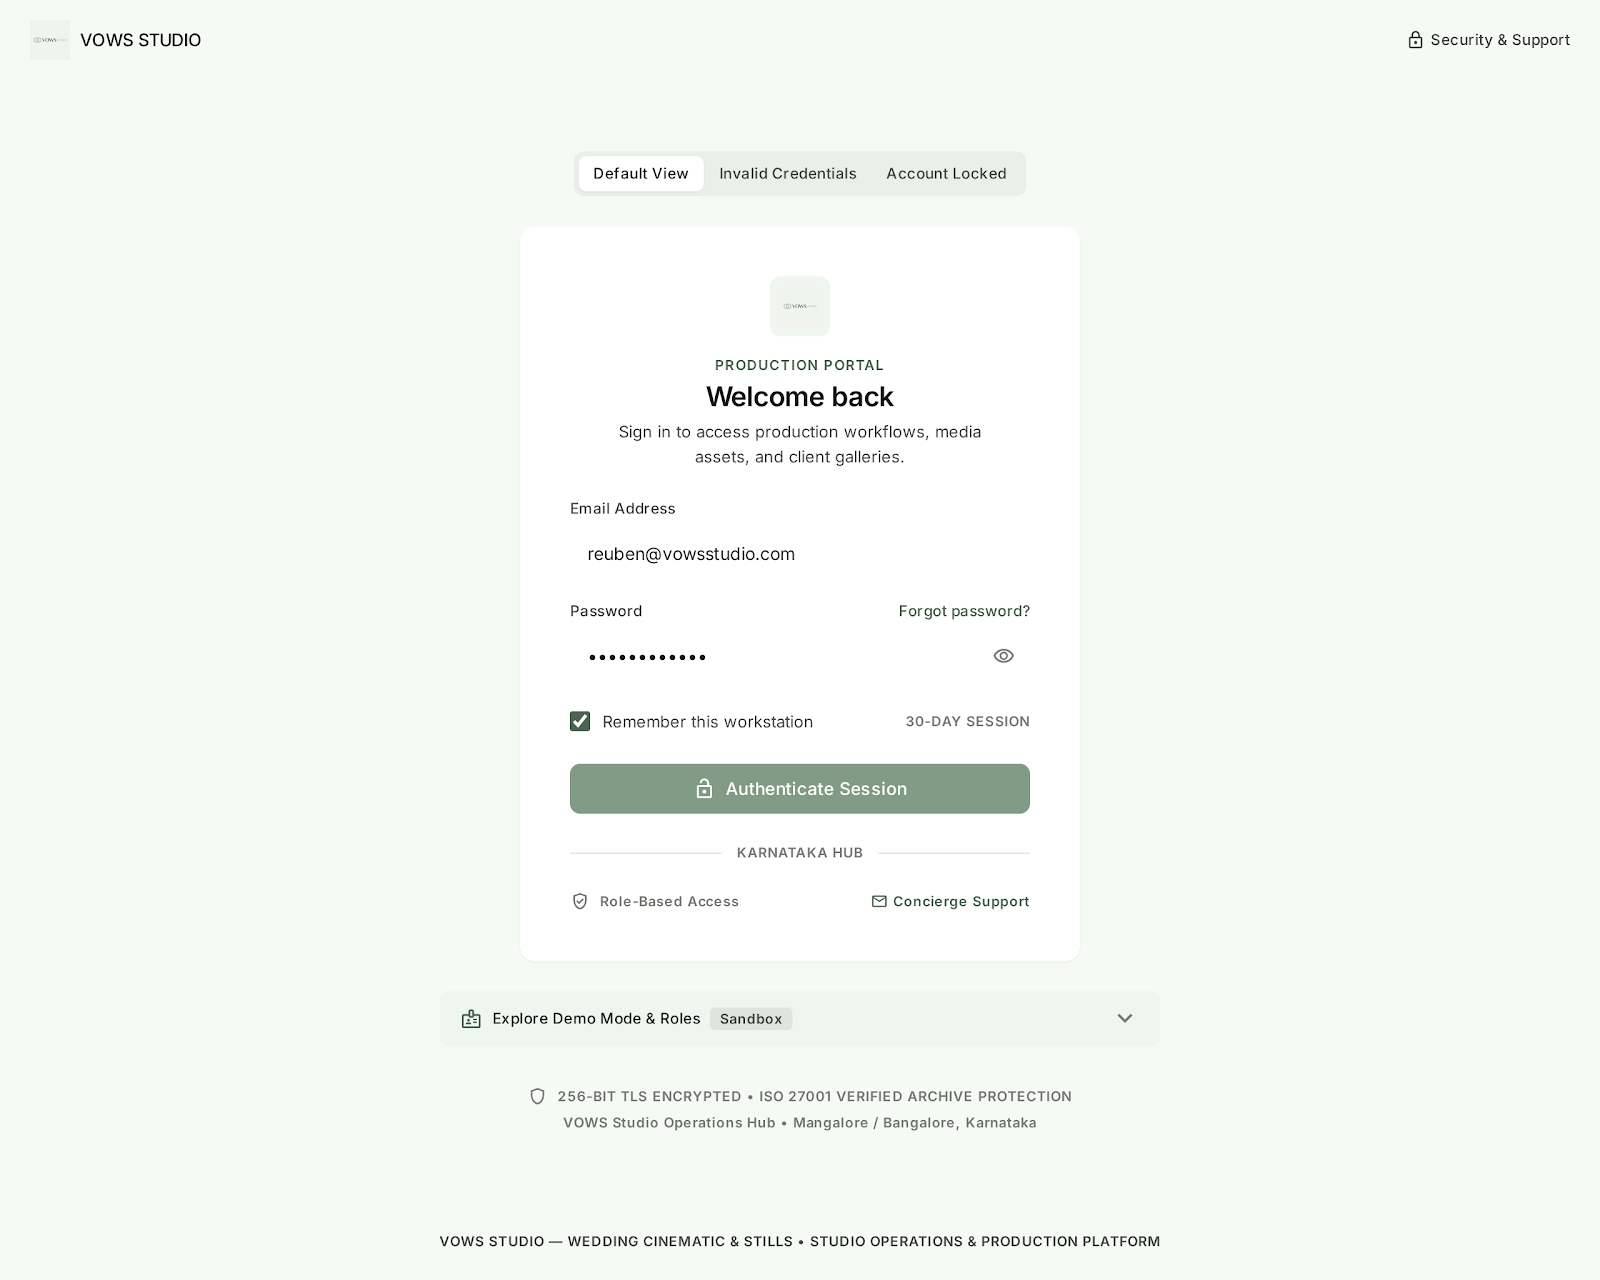 VOWS
VOWS STUDIO
Security & Support
Default View
Invalid Credentials
Account Locked
VOWS
PRODUCTION PORTAL
Welcome back
Sign in to access production workflows, media
assets, and client galleries.
Email Address
reuben@vowsstudio.com
Password
Forgot password?
Remember this workstation
30-DAY SESSION
Authenticate Session
KARNATAKA HUB
Role-Based Access
Concierge Support
Explore Demo Mode & Roles
Sandbox
256-BIT TLS ENCRYPTED • ISO 27001 VERIFIED ARCHIVE PROTECTION
VOWS Studio Operations Hub • Mangalore / Bangalore, Karnataka
VOWS STUDIO — WEDDING CINEMATIC & STILLS • STUDIO OPERATIONS & PRODUCTION PLATFORM